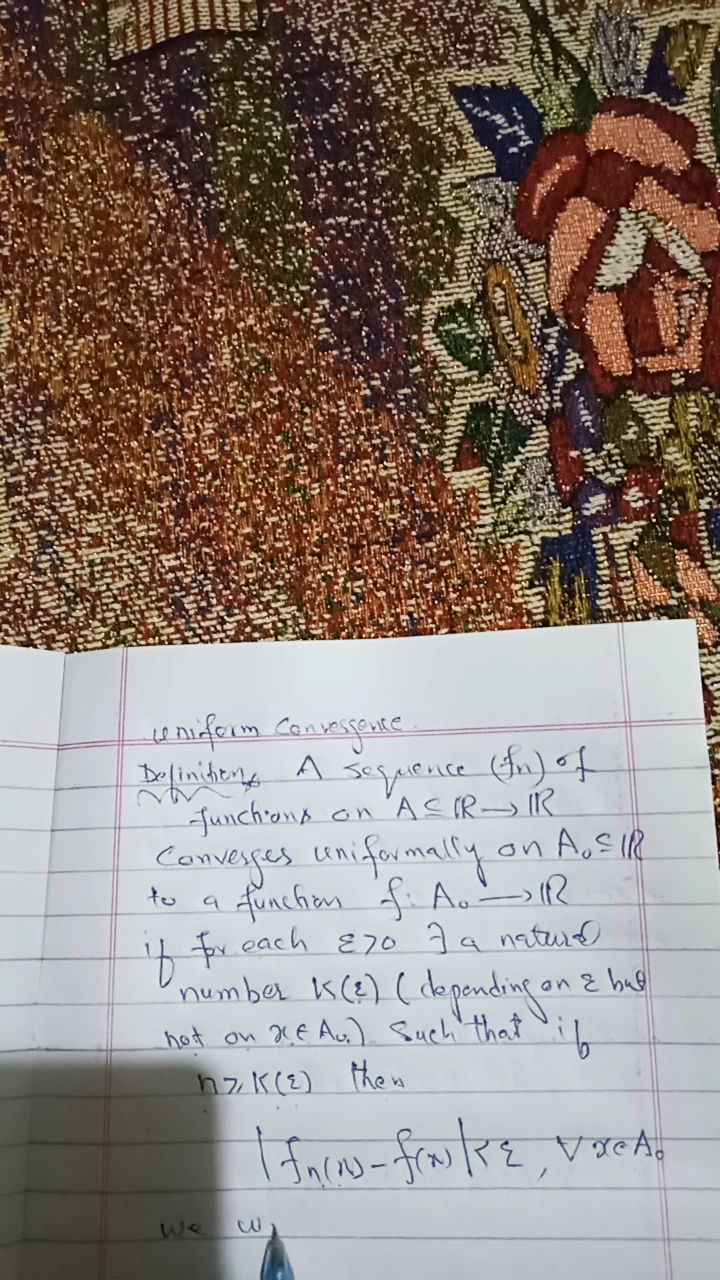 Uniform Convergence.
Definition A sequence (fn) of
functions on A ⊆ ℝ → ℝ
Converges uniformally on A₀ ⊆ ℝ
to a function f: A₀ → ℝ
if for each ε>0 ∃ a natural
number K(ε) (depending on ε but
not on x ∈ A₀) Such that if
n ≥ K(ε) then
|fn(x) - f(x)| < ε, ∀ x ∈ A₀
we w